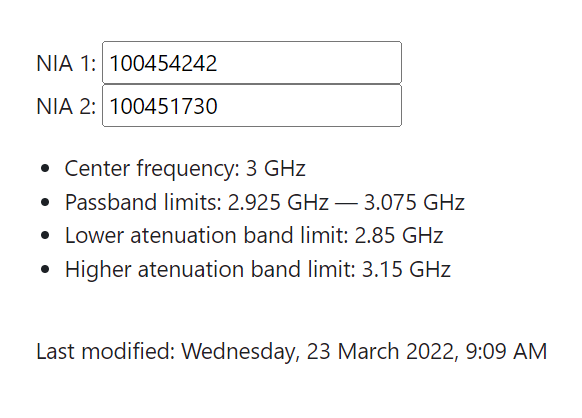 NIA 1: 100454242
NIA 2: 100451730
• Center frequency: 3 GHz
• Passband limits: 2.925 GHz — 3.075 GHz
• Lower atenuation band limit: 2.85 GHz
• Higher atenuation band limit: 3.15 GHz
Last modified: Wednesday, 23 March 2022, 9:09 AM